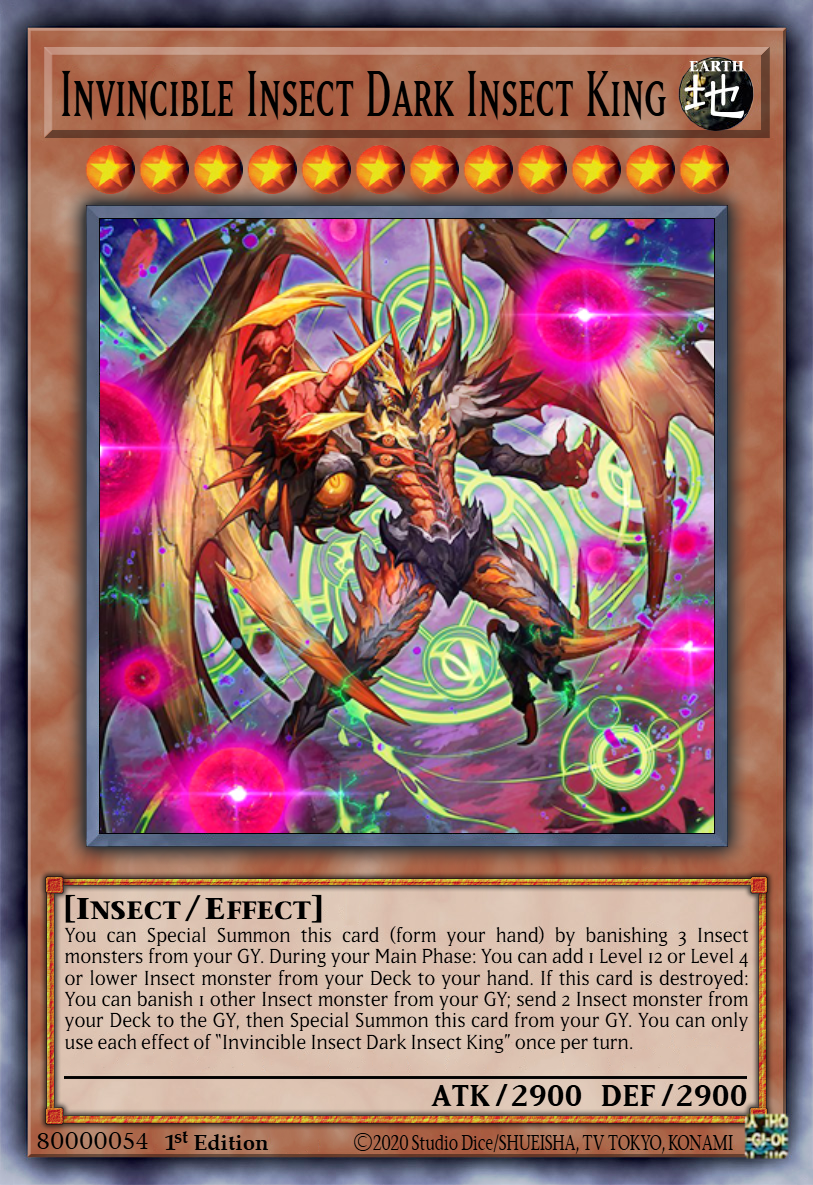 Invincible Insect Dark Insect King
EARTH
地
[Insect/Effect]
You can Special Summon this card (form your hand) by banishing 3 Insect
monsters from your GY. During your Main Phase: You can add 1 Level 12 or Level 4
or lower Insect monster from your Deck to your hand. If this card is destroyed:
You can banish 1 other Insect monster from your GY; send 2 Insect monster from
your Deck to the GY, then Special Summon this card from your GY. You can only
use each effect of "Invincible Insect Dark Insect King" once per turn.
ATK/2900 DEF/2900
80000054 1st Edition ©2020 Studio Dice/SHUEISHA, TV TOKYO, KONAMI